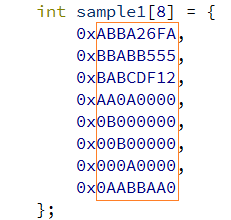 int sample1[8] = {
0xABBA26FA,
0xBBABB555,
0xBABCDF12,
0xAA0A0000,
0x0B000000,
0x00B00000,
0x000A0000,
0x0AABBAA0
};